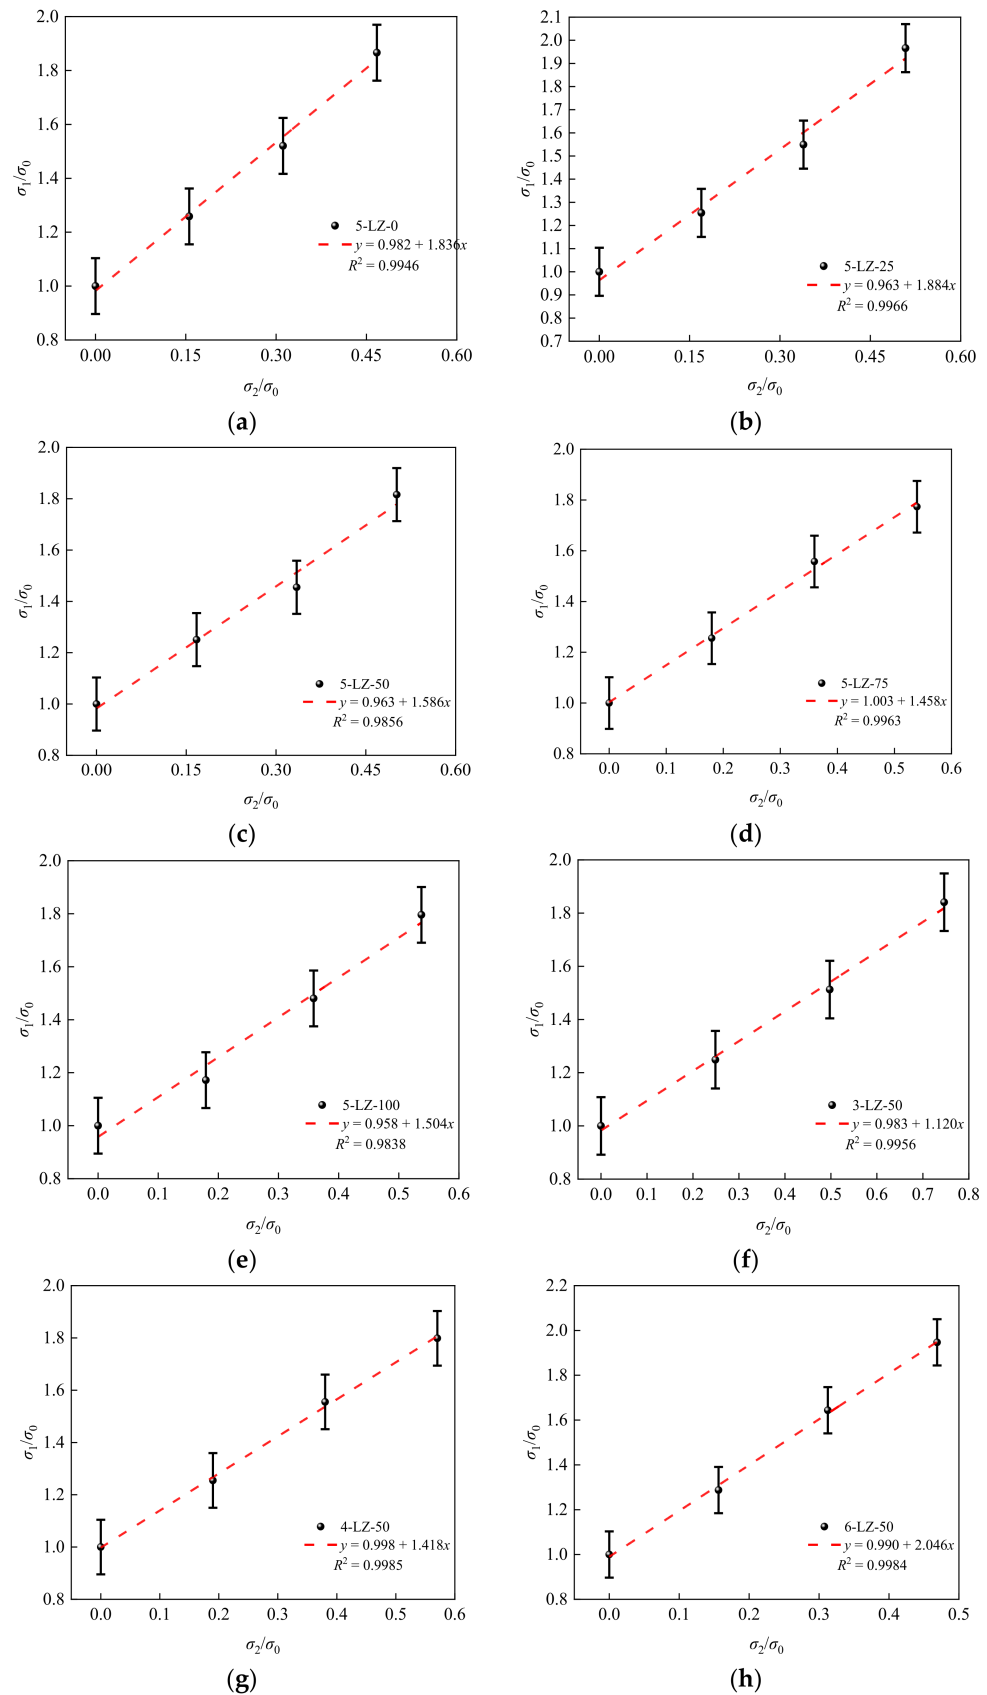 2.0
1.8
1.6
1.4
1.2
1.0
0.8
σ1/σ0
5-LZ-0
y = 0.982 + 1.836x
R2 = 0.9946
0.00 0.15 0.30 0.45 0.60
σ2/σ0
(a)
2.1
2.0
1.9
1.8
1.7
1.6
1.5
1.4
1.3
1.2
1.1
1.0
0.9
0.8
0.7
σ1/σ0
5-LZ-25
y = 0.963 + 1.884x
R2 = 0.9966
0.00 0.15 0.30 0.45 0.60
σ2/σ0
(b)
2.0
1.8
1.6
1.4
1.2
1.0
0.8
σ1/σ0
5-LZ-50
y = 0.963 + 1.586x
R2 = 0.9856
0.00 0.15 0.30 0.45 0.60
σ2/σ0
(c)
2.0
1.8
1.6
1.4
1.2
1.0
0.8
σ1/σ0
5-LZ-75
y = 1.003 + 1.458x
R2 = 0.9963
0.0 0.1 0.2 0.3 0.4 0.5 0.6
σ2/σ0
(d)
2.0
1.8
1.6
1.4
1.2
1.0
0.8
σ1/σ0
5-LZ-100
y = 0.958 + 1.504x
R2 = 0.9838
0.0 0.1 0.2 0.3 0.4 0.5 0.6
σ2/σ0
(e)
2.0
1.8
1.6
1.4
1.2
1.0
0.8
σ1/σ0
3-LZ-50
y = 0.983 + 1.120x
R2 = 0.9956
0.0 0.1 0.2 0.3 0.4 0.5 0.6 0.7 0.8
σ2/σ0
(f)
2.0
1.8
1.6
1.4
1.2
1.0
0.8
σ1/σ0
4-LZ-50
y = 0.998 + 1.418x
R2 = 0.9985
0.0 0.1 0.2 0.3 0.4 0.5 0.6
σ2/σ0
(g)
2.2
2.0
1.8
1.6
1.4
1.2
1.0
0.8
σ1/σ0
6-LZ-50
y = 0.990 + 2.046x
R2 = 0.9984
0.0 0.1 0.2 0.3 0.4 0.5
σ2/σ0
(h)